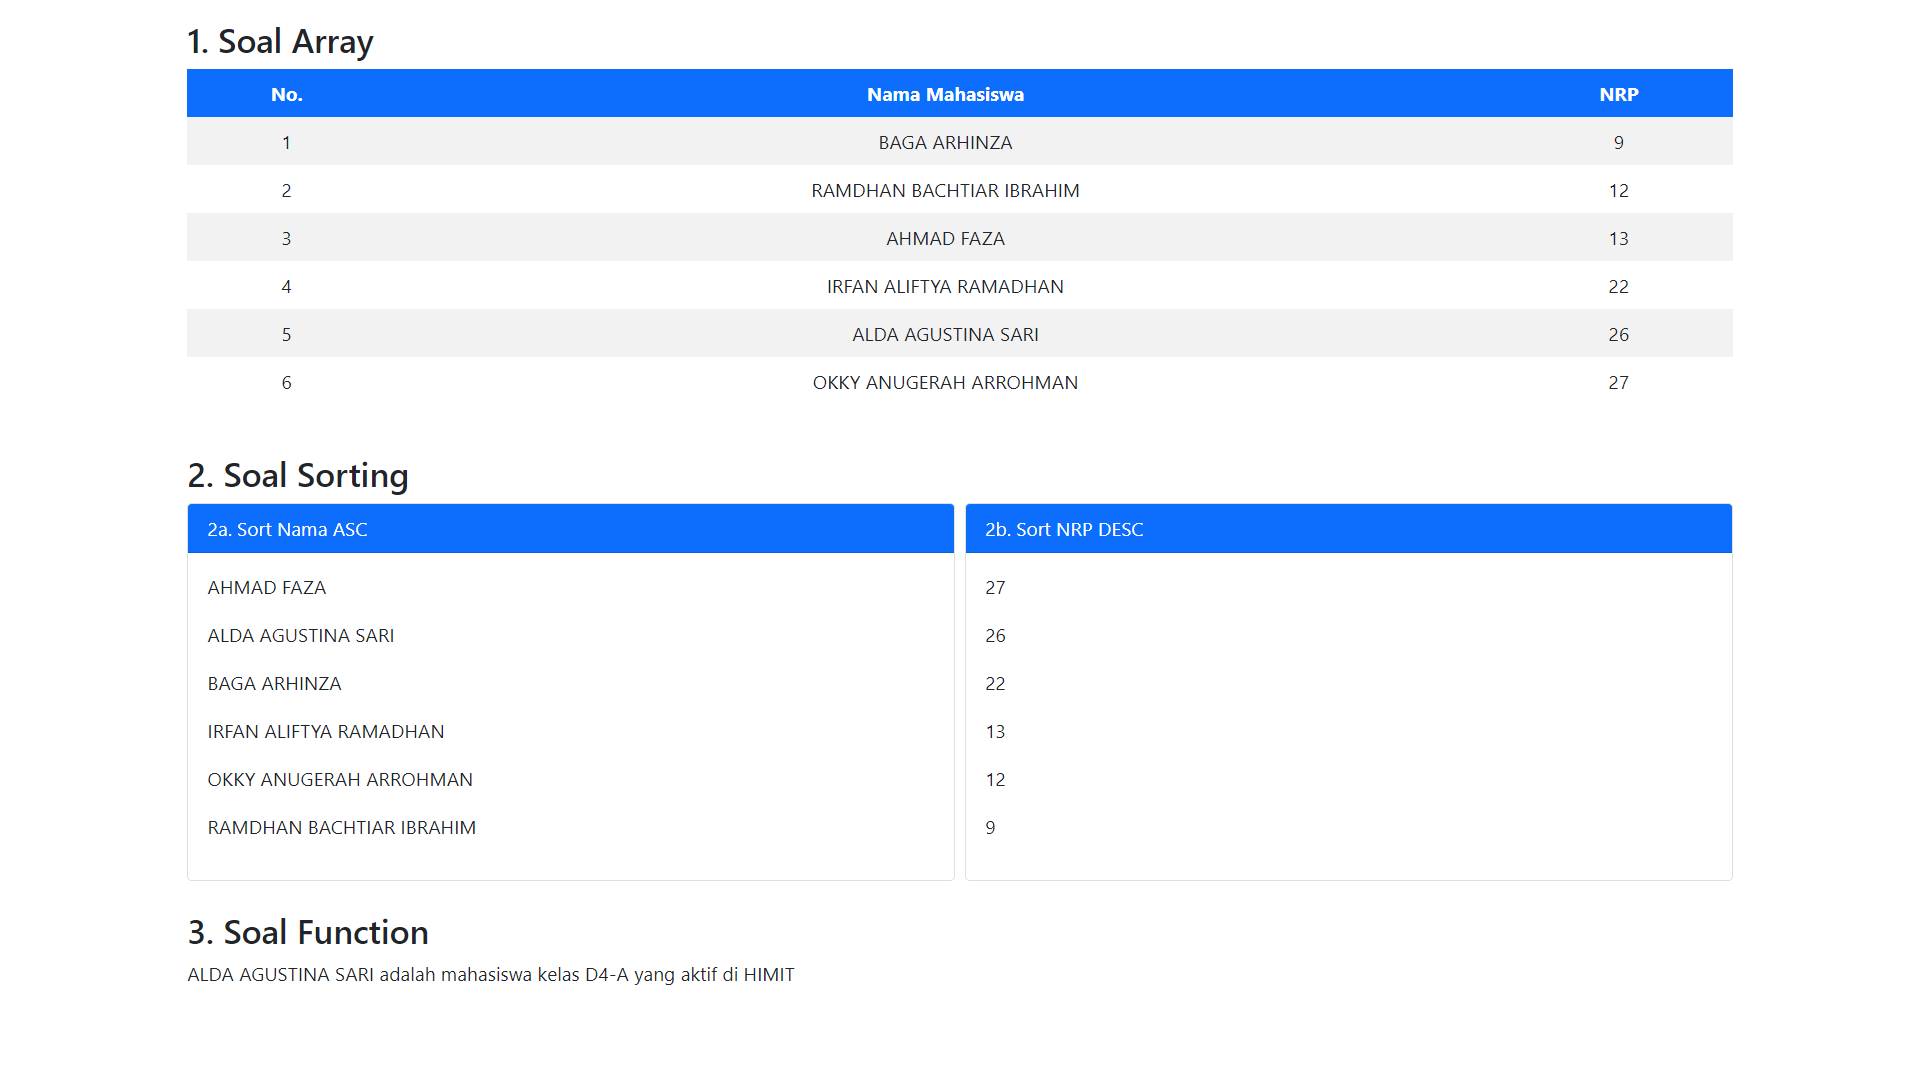 1. Soal Array
No. Nama Mahasiswa NRP
1 BAGA ARHINZA 9
2 RAMDHAN BACHTIAR IBRAHIM 12
3 AHMAD FAZA 13
4 IRFAN ALIFTYA RAMADHAN 22
5 ALDA AGUSTINA SARI 26
6 OKKY ANUGERAH ARROHMAN 27
2. Soal Sorting
2a. Sort Nama ASC
AHMAD FAZA
ALDA AGUSTINA SARI
BAGA ARHINZA
IRFAN ALIFTYA RAMADHAN
OKKY ANUGERAH ARROHMAN
RAMDHAN BACHTIAR IBRAHIM
2b. Sort NRP DESC
27
26
22
13
12
9
3. Soal Function
ALDA AGUSTINA SARI adalah mahasiswa kelas D4-A yang aktif di HIMIT